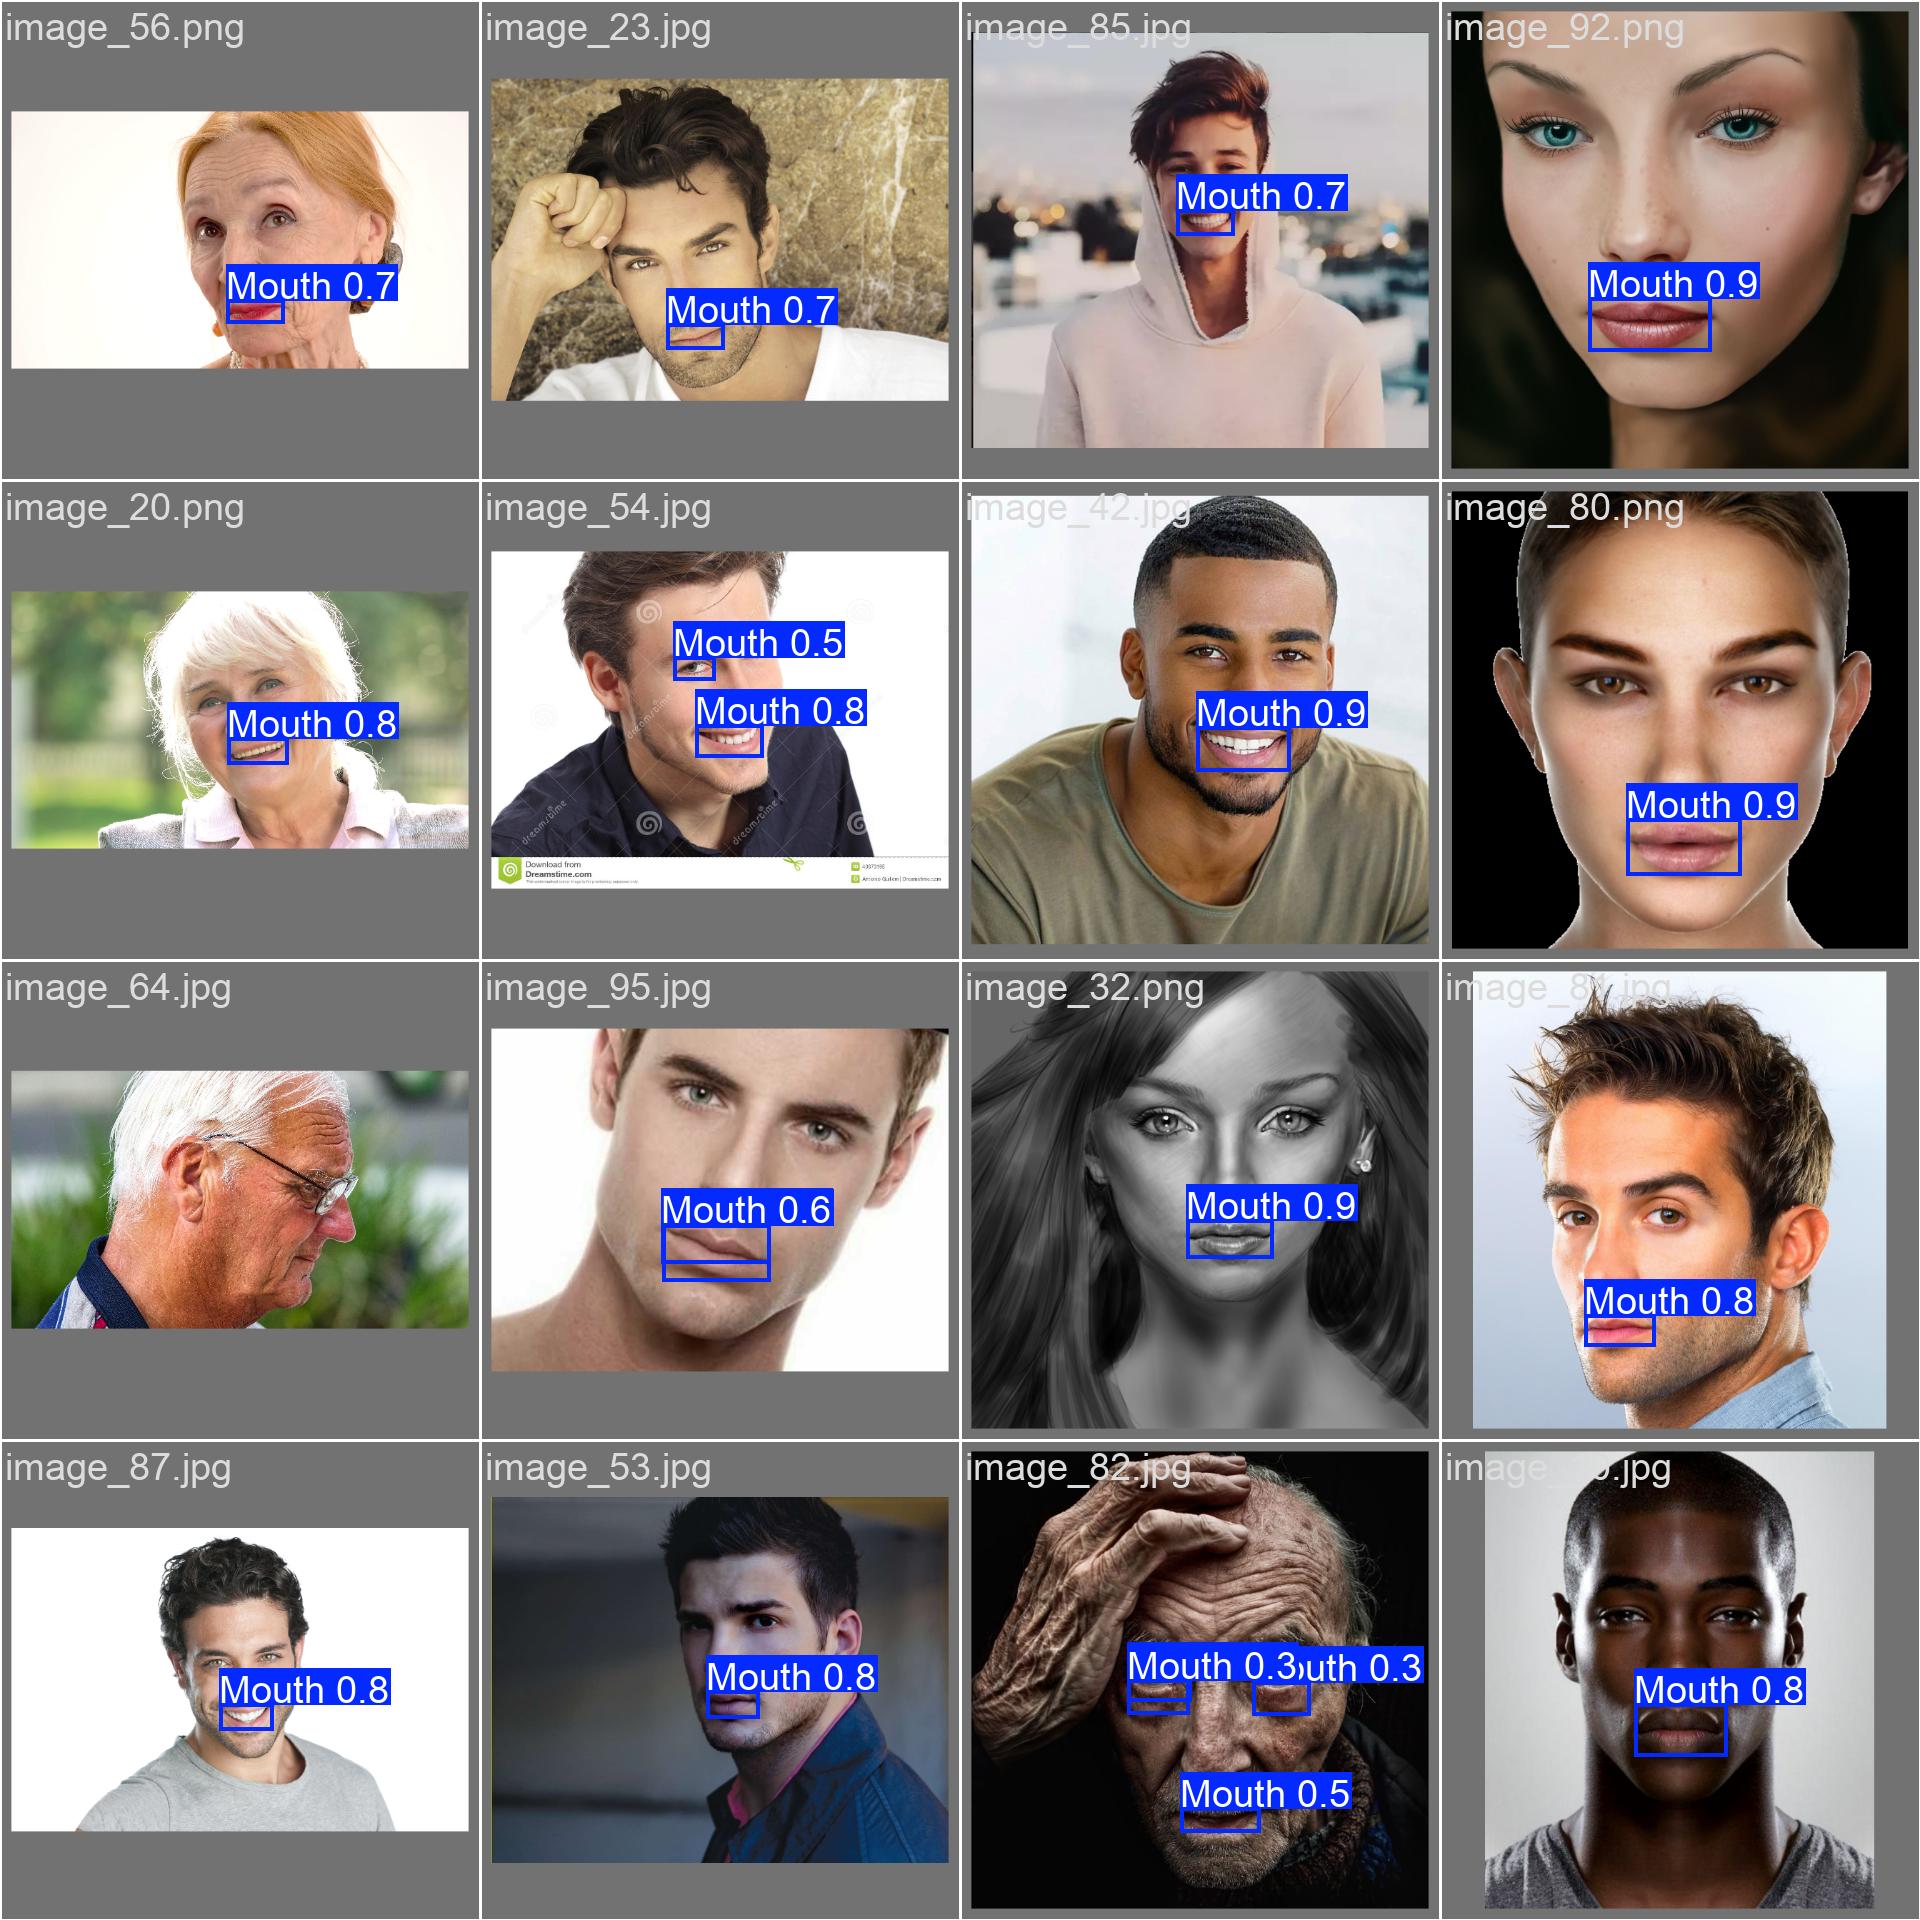 image_56.png
image_23.jpg
image_85.jpg
image_92.png
Mouth 0.7
Mouth 0.7
Mouth 0.7
Mouth 0.9
image_20.png
image_54.jpg
image_42.jpg
image_80.png
Mouth 0.8
Mouth 0.5
Mouth 0.8
Mouth 0.9
Mouth 0.9
dreamstime
dreamstime
Download from
Dreamstime.com
image_64.jpg
image_95.jpg
image_32.png
image_81.jpg
Mouth 0.6
Mouth 0.9
Mouth 0.8
image_87.jpg
image_53.jpg
image_82.jpg
.jpg
Mouth 0.8
Mouth 0.8
Mouth 0.3
outh 0.3
Mouth 0.5
Mouth 0.8